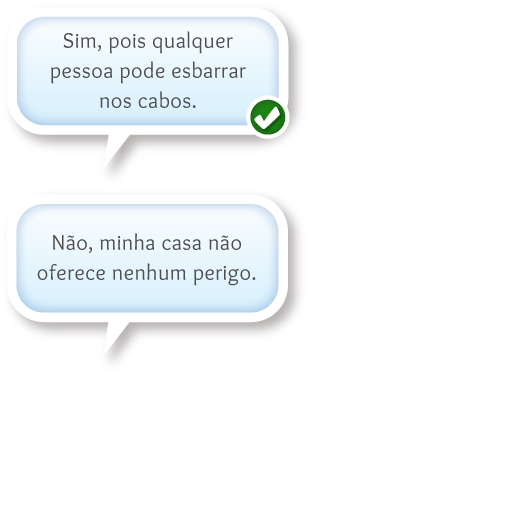 Sim, pois qualquer
pessoa pode esbarrar
nos cabos.
Não, minha casa não
oferece nenhum perigo.